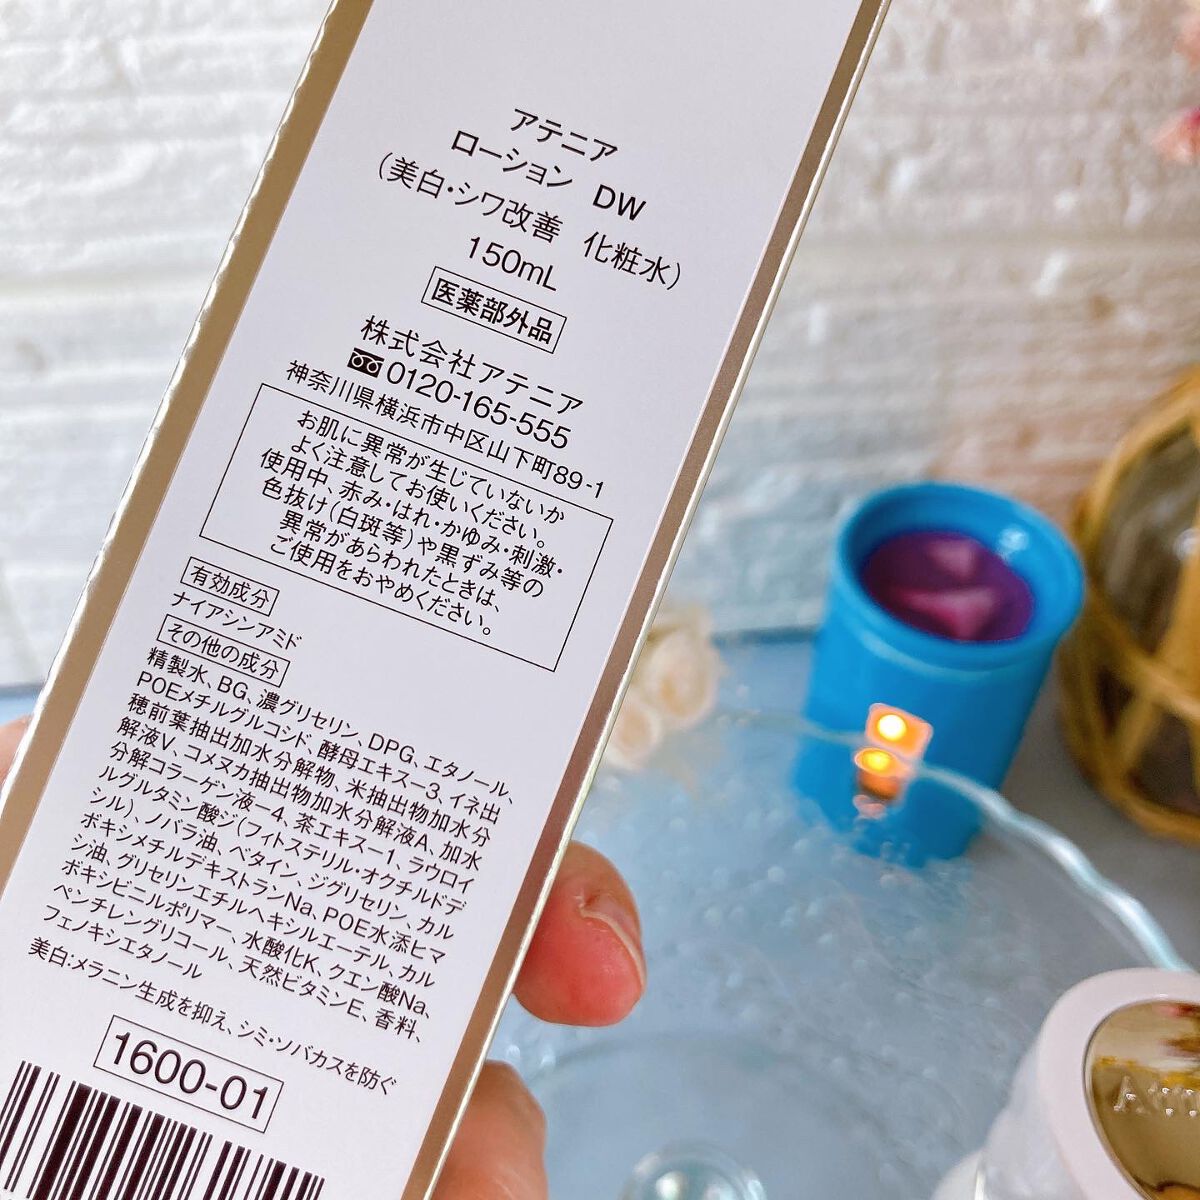 アテニア
ローション DW
（美白・シワ改善 化粧水）
150mL
医薬部外品
株式会社アテニア
0120-165-555
神奈川県横浜市中区山下町89-1
お肌に異常が生じていないか
よく注意してお使いください。
使用中、赤み・はれ・かゆみ・刺激・
色抜け（白斑等）や黒ずみ等の
異常があらわれたときは、
ご使用をおやめください。
有効成分
ナイアシンアミド
その他の成分
精製水、BG、濃グリセリン、DPG、エタノール、
POEメチルグルコシド、酵母エキス−3、イネ出
穂前葉抽出加水分解物、米抽出物加水分
解液V、コメヌカ抽出物加水分解液A、加水
分解コラーゲン液−4、茶エキス−1、ラウロイ
ルグルタミン酸ジ（フィトステリル・オクチルドデ
シル）、ノバラ油、ベタイン、ジグリセリン、カル
ボキシメチルデキストランNa、POE水添ヒマ
シ油、グリセリンエチルヘキシルエーテル、カル
ボキシビニルポリマー、水酸化K、クエン酸Na、
ペンチレングリコール、天然ビタミンE、香料、
フェノキシエタノール
美白：メラニン生成を抑え、シミ・ソバカスを防ぐ
1600-01